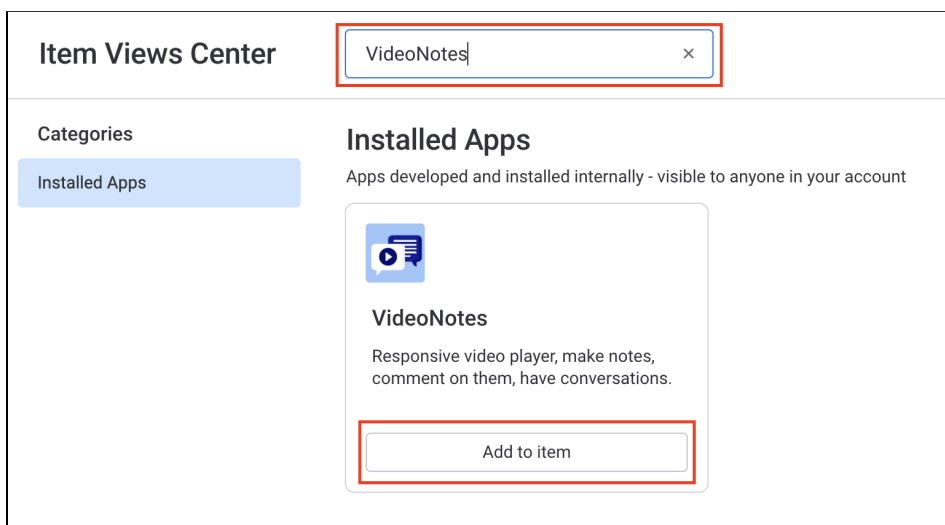 Item Views Center
VideoNotes
Categories
Installed Apps
Installed Apps
Apps developed and installed internally - visible to anyone in your account
VideoNotes
Responsive video player, make notes,
comment on them, have conversations.
Add to item